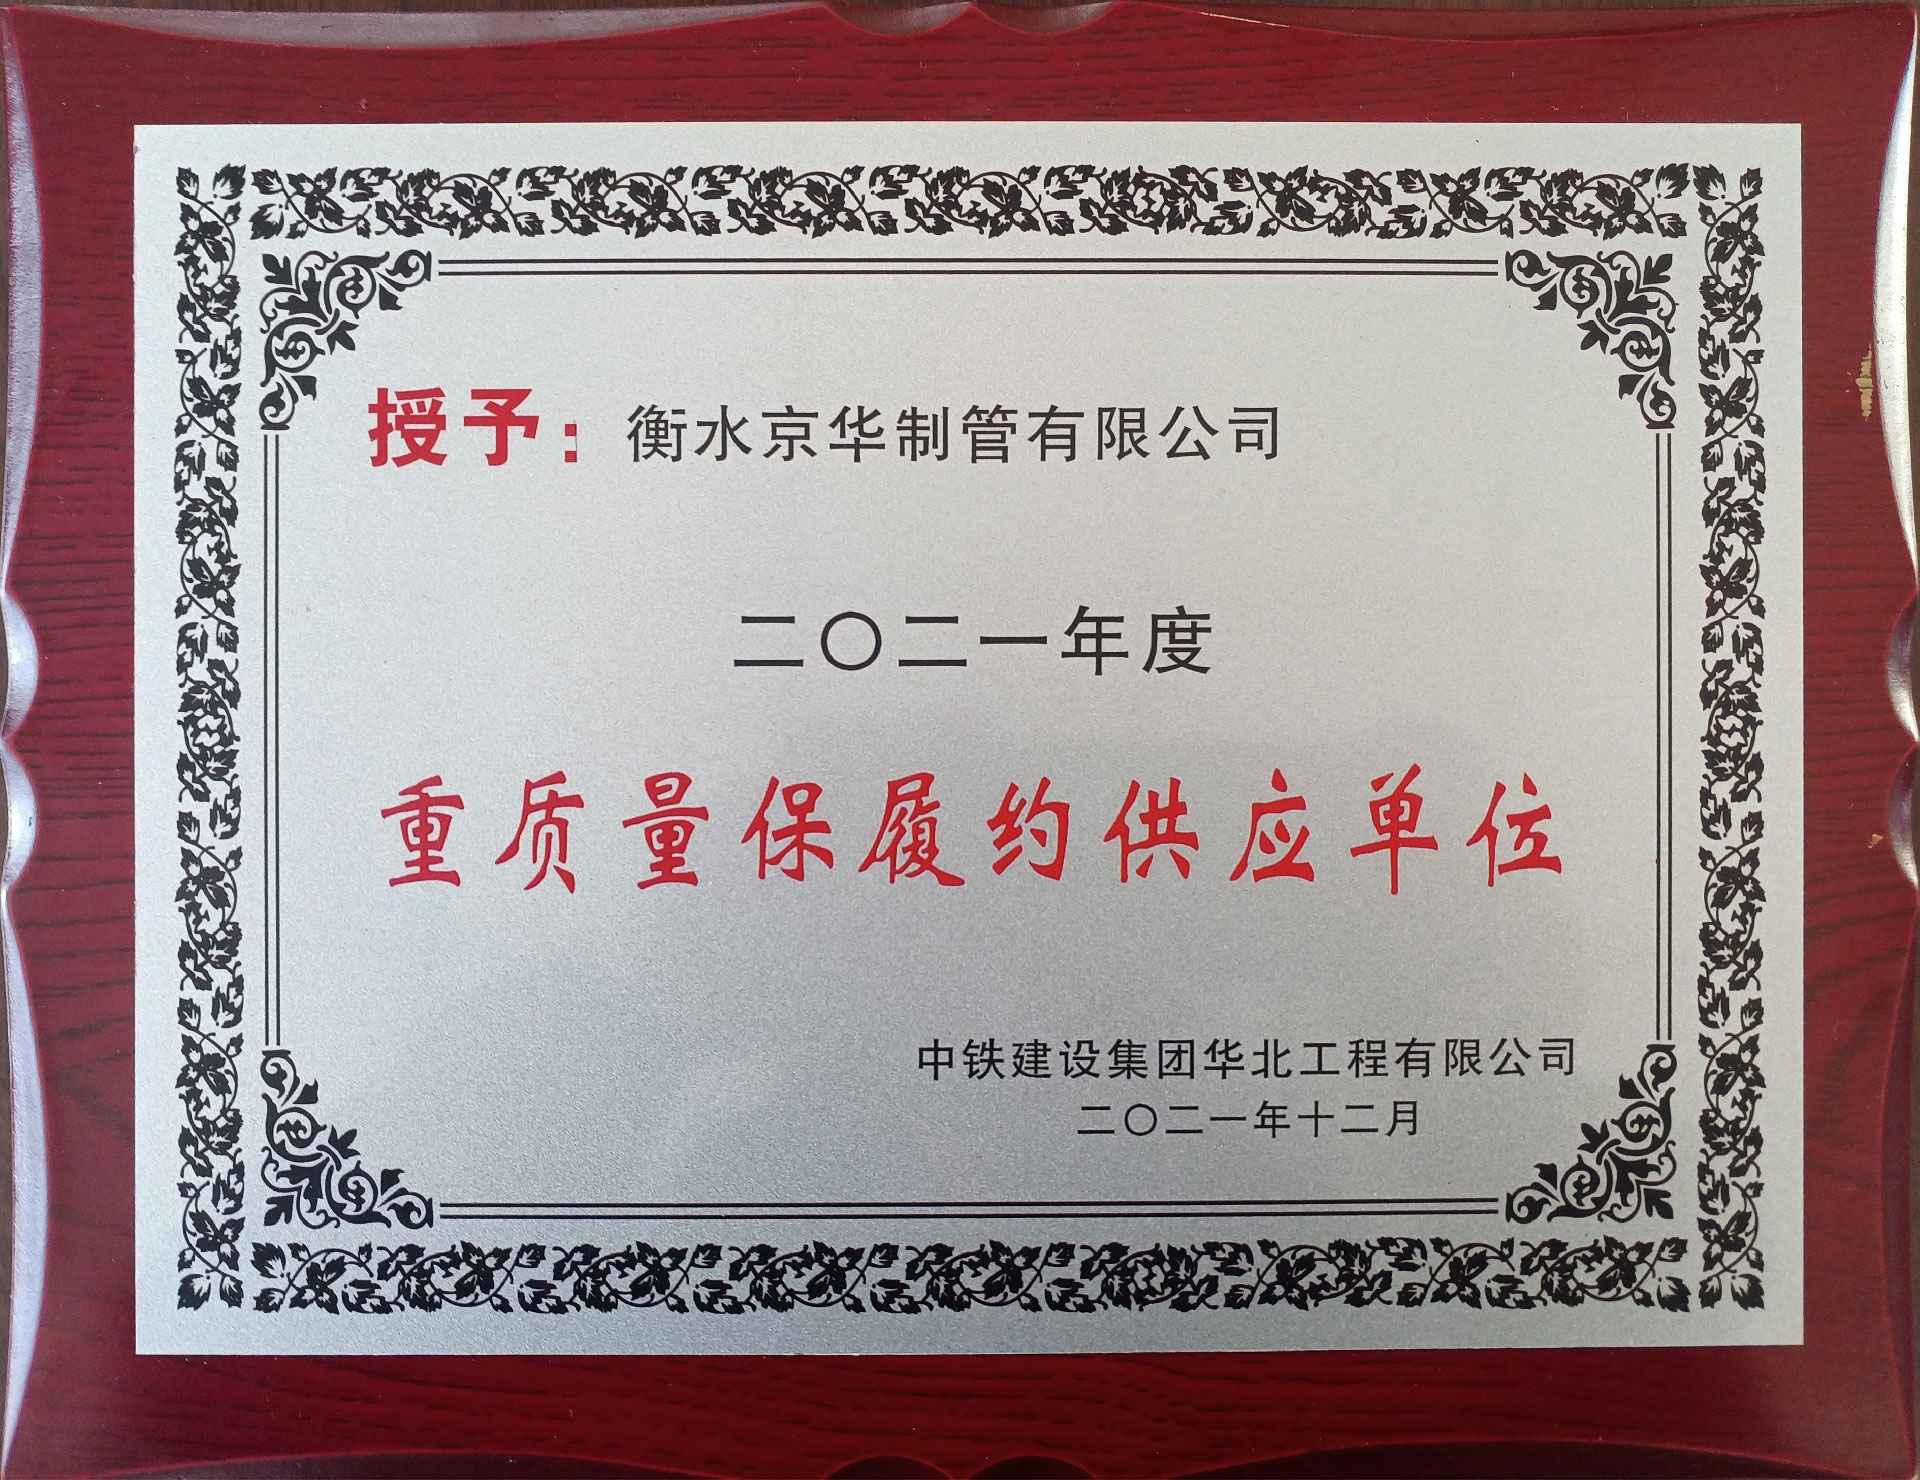 授予：衡水京华制管有限公司
二〇二一年度
重质量保履约供应单位
中铁建设集团华北工程有限公司
二〇二一年十二月